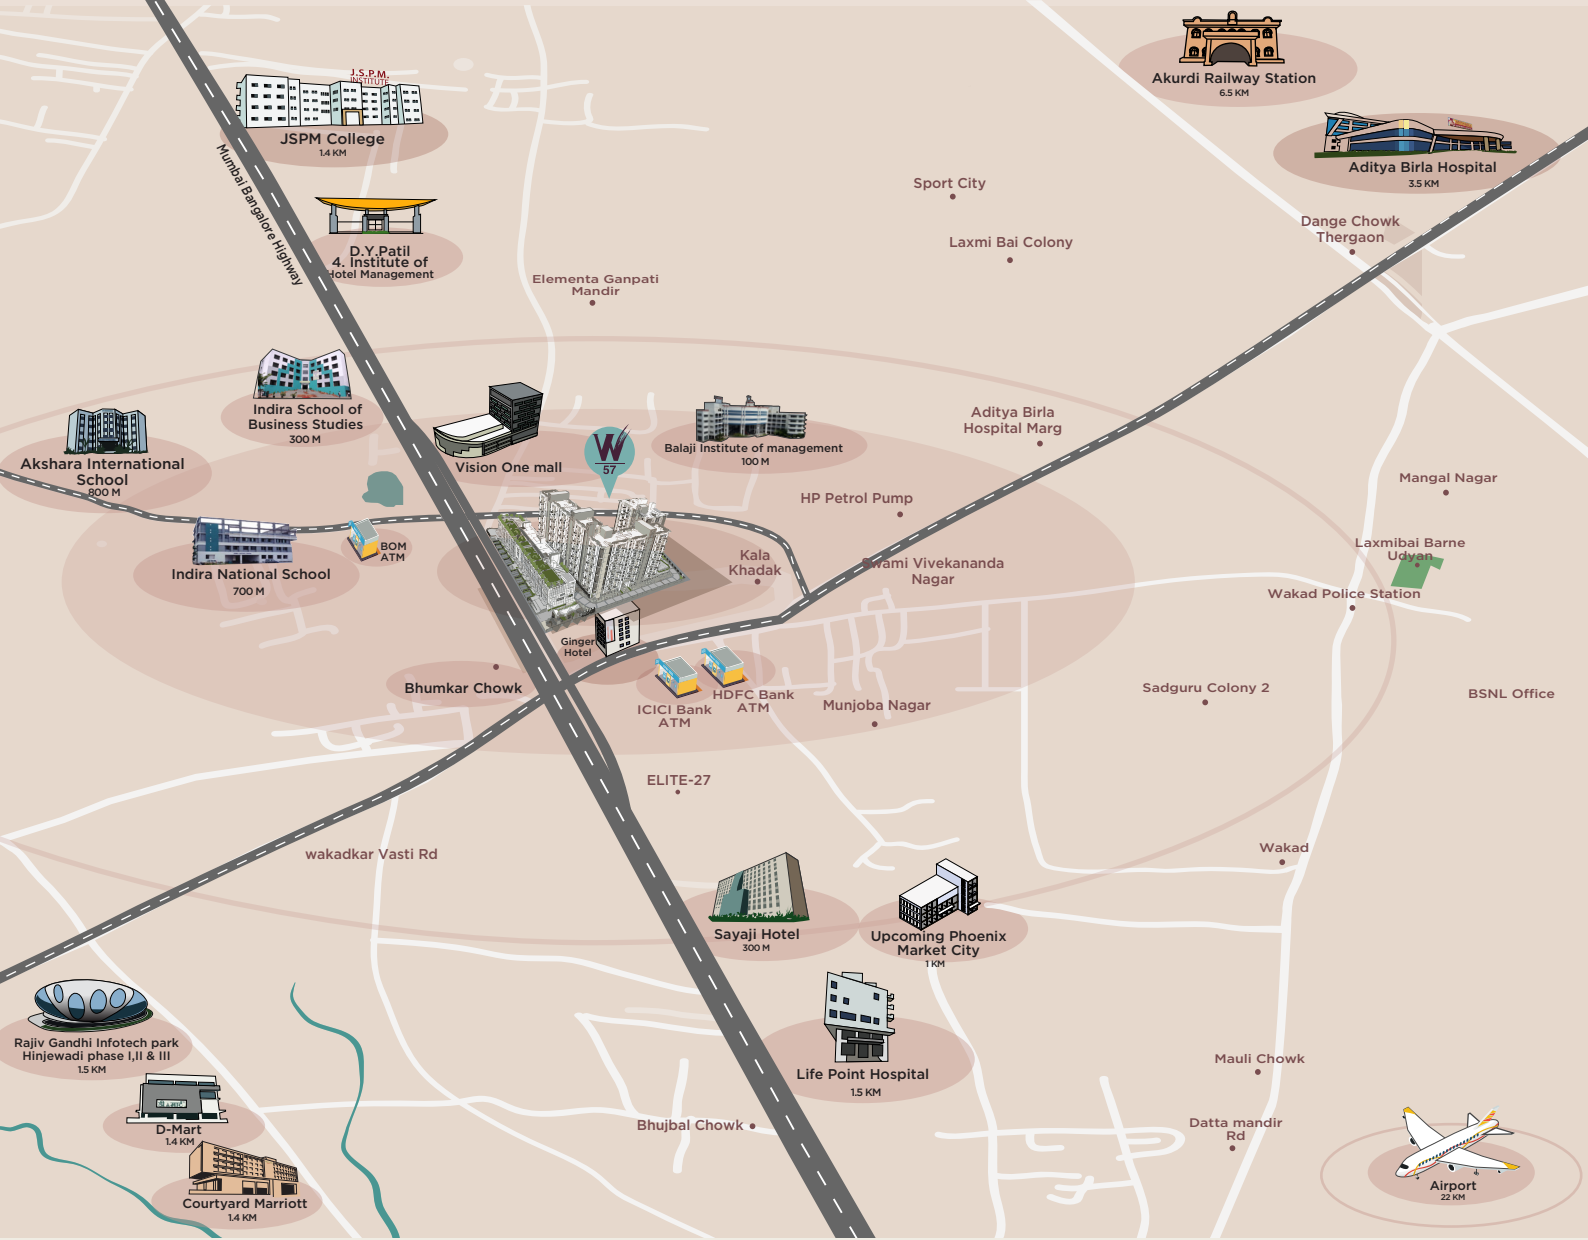 Akurdi Railway Station
6.5 KM
J.S.P.M.
INSTITUTE
JSPM College
1.4 KM
Aditya Birla Hospital
3.5 KM
Mumbai Bangalore Highway
Sport City
Dange Chowk
Thergaon
D.Y.Patil
4. Institute of
Hotel Management
Laxmi Bai Colony
Elementa Ganpati
Mandir
Indira School of
Business Studies
300 M
Aditya Birla
Hospital Marg
Akshara International
School
800 M
Vision One mall
W
57
Balaji Institute of management
100 M
Mangal Nagar
HP Petrol Pump
BOM
ATM
Indira National School
700 M
Kala
Khadak
Swami Vivekananda
Nagar
Laxmibai Barne
Udyan
Wakad Police Station
Ginger
Hotel
Bhumkar Chowk
ICICI Bank
ATM
HDFC Bank
ATM
Munjoba Nagar
Sadguru Colony 2
BSNL Office
ELITE-27
wakadkar Vasti Rd
Wakad
Sayaji Hotel
300 M
Upcoming Phoenix
Market City
1 KM
Rajiv Gandhi Infotech park
Hinjewadi phase I,II & III
1.5 KM
Life Point Hospital
1.5 KM
Mauli Chowk
D-Mart
1.4 KM
Bhujbal Chowk
Datta mandir
Rd
Courtyard Marriott
1.4 KM
Airport
22 KM